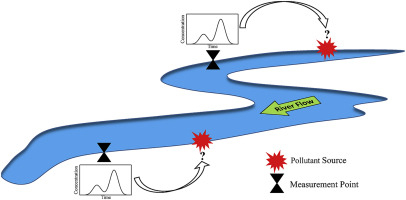 Concentration
Time
?
River Flow
?
Concentration
Time
Pollutant Source
Measurement Point